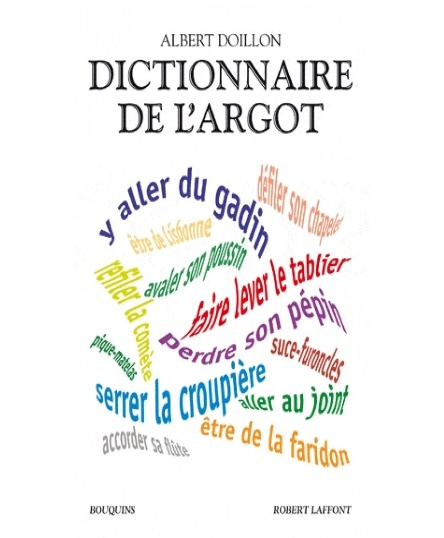 ALBERT DOILLON
DICTIONNAIRE
DE L'ARGOT
y aller du gadin
défiler son chapelet
être de Lisbonne
avaler son poussin
refiler la comète
faire lever le tablier
perdre son pépin
pique-matelas
suce-furoncles
serrer la croupière
aller au joint
accorder sa flûte
être de la faridon
BOUQUINS
ROBERT LAFFONT